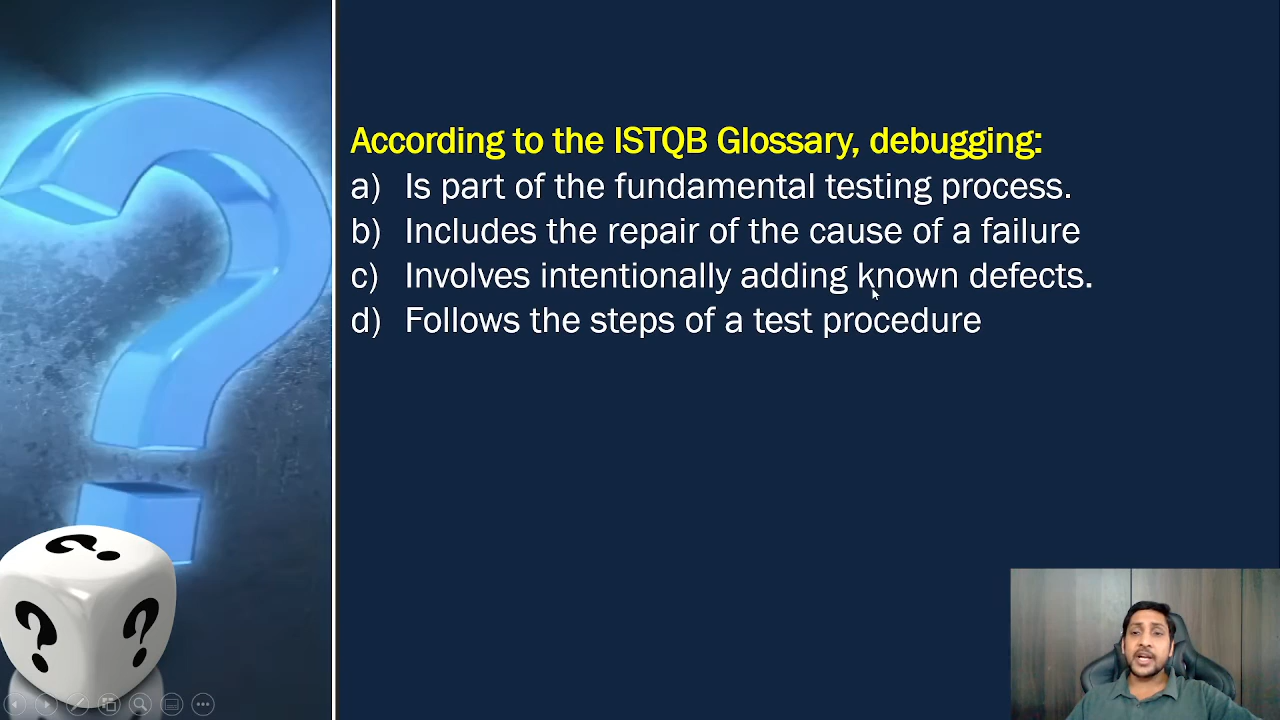 According to the ISTQB Glossary, debugging:
a) Is part of the fundamental testing process.
b) Includes the repair of the cause of a failure
c) Involves intentionally adding known defects.
d) Follows the steps of a test procedure